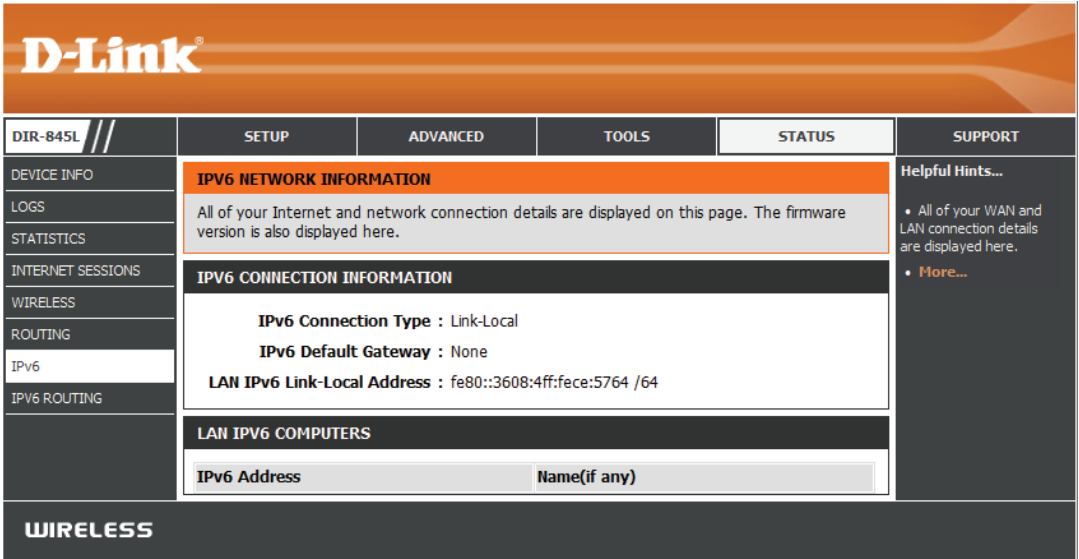 D-Link®
DIR-845L
SETUP
ADVANCED
TOOLS
STATUS
SUPPORT
DEVICE INFO
LOGS
STATISTICS
INTERNET SESSIONS
WIRELESS
ROUTING
IPv6
IPV6 ROUTING
IPV6 NETWORK INFORMATION
All of your Internet and network connection details are displayed on this page. The firmware
version is also displayed here.
IPV6 CONNECTION INFORMATION
IPv6 Connection Type : Link-Local
IPv6 Default Gateway : None
LAN IPv6 Link-Local Address : fe80::3608:4ff:fece:5764 /64
LAN IPV6 COMPUTERS
IPv6 Address Name(if any)
Helpful Hints...
• All of your WAN and
LAN connection details
are displayed here.
• More...
WIRELESS